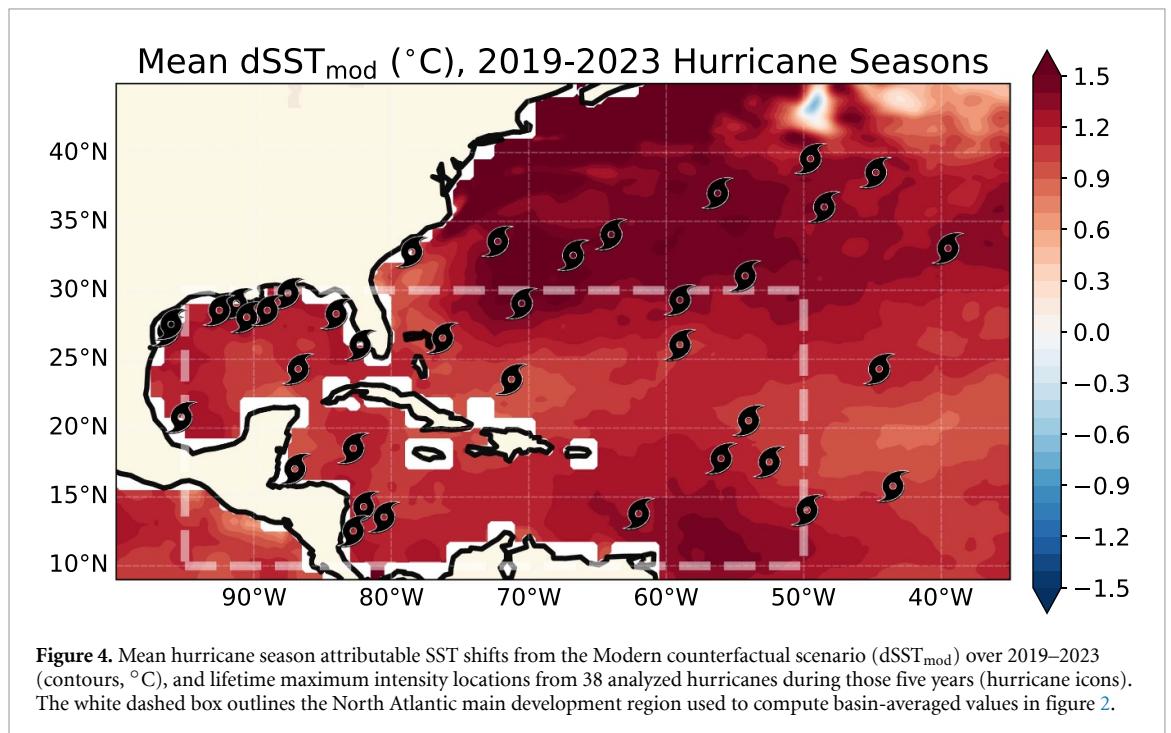 Mean dSSTmod (°C), 2019-2023 Hurricane Seasons
40°N
35°N
30°N
25°N
20°N
15°N
10°N
90°W 80°W 70°W 60°W 50°W 40°W
1.5
1.2
0.9
0.6
0.3
0.0
−0.3
−0.6
−0.9
−1.2
−1.5
Figure 4. Mean hurricane season attributable SST shifts from the Modern counterfactual scenario (dSSTmod) over 2019–2023
(contours, °C), and lifetime maximum intensity locations from 38 analyzed hurricanes during those five years (hurricane icons).
The white dashed box outlines the North Atlantic main development region used to compute basin-averaged values in figure 2.